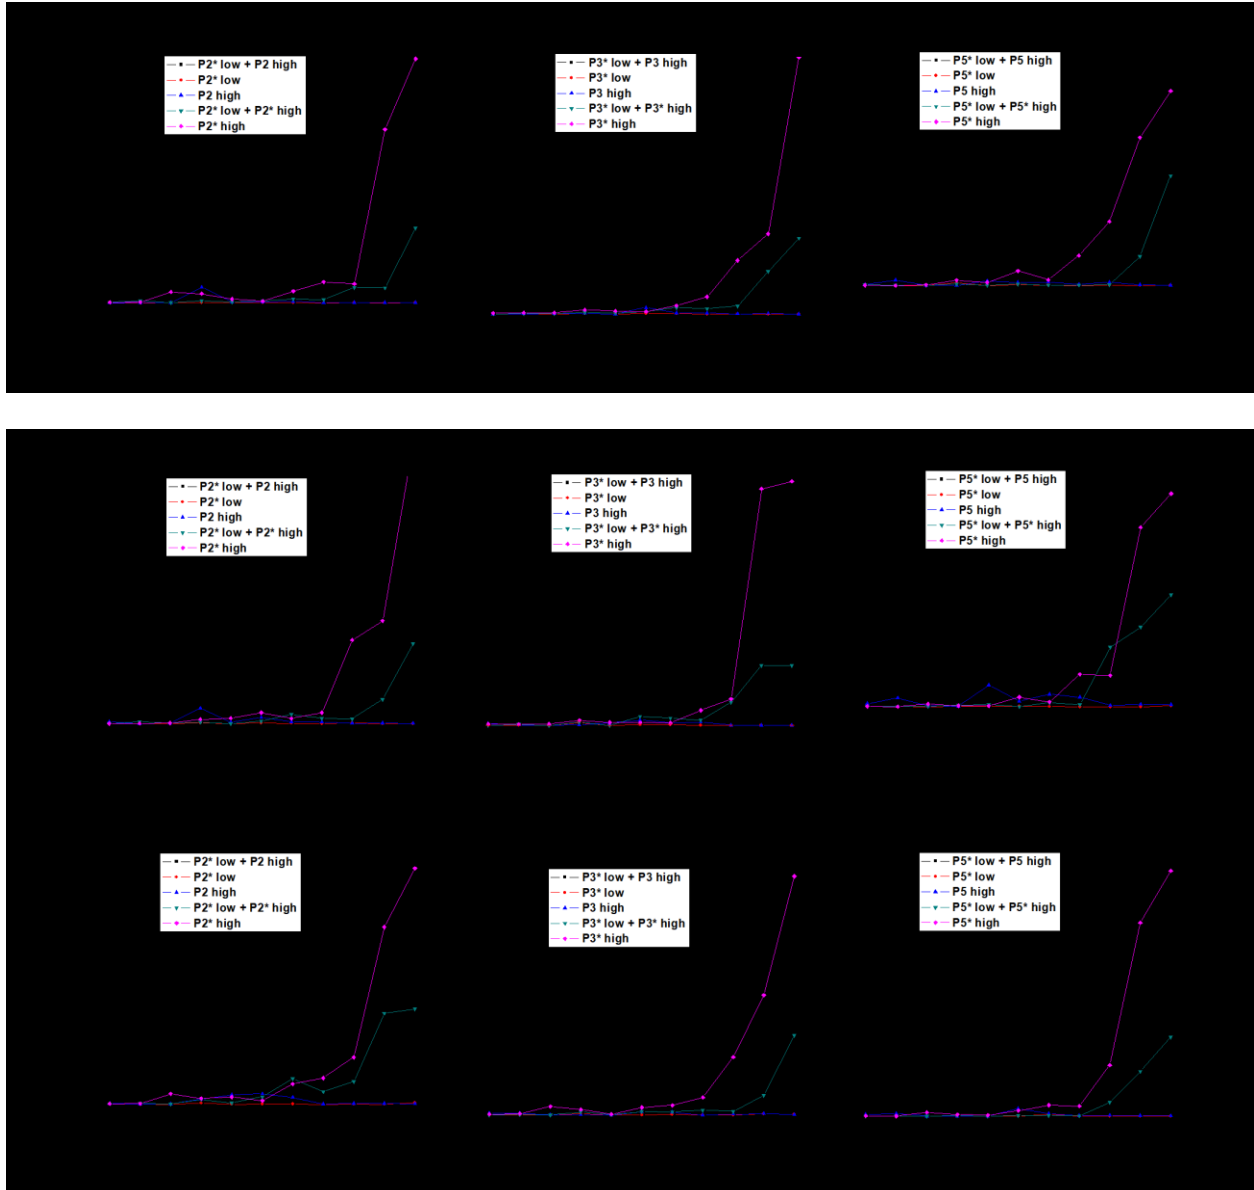 P2* low + P2 high
P2* low
P2 high
P2* low + P2* high
P2* high
P3* low + P3 high
P3* low
P3 high
P3* low + P3* high
P3* high
P5* low + P5 high
P5* low
P5 high
P5* low + P5* high
P5* high
P2* low + P2 high
P2* low
P2 high
P2* low + P2* high
P2* high
P3* low + P3 high
P3* low
P3 high
P3* low + P3* high
P3* high
P5* low + P5 high
P5* low
P5 high
P5* low + P5* high
P5* high
P2* low + P2 high
P2* low
P2 high
P2* low + P2* high
P2* high
P3* low + P3 high
P3* low
P3 high
P3* low + P3* high
P3* high
P5* low + P5 high
P5* low
P5 high
P5* low + P5* high
P5* high